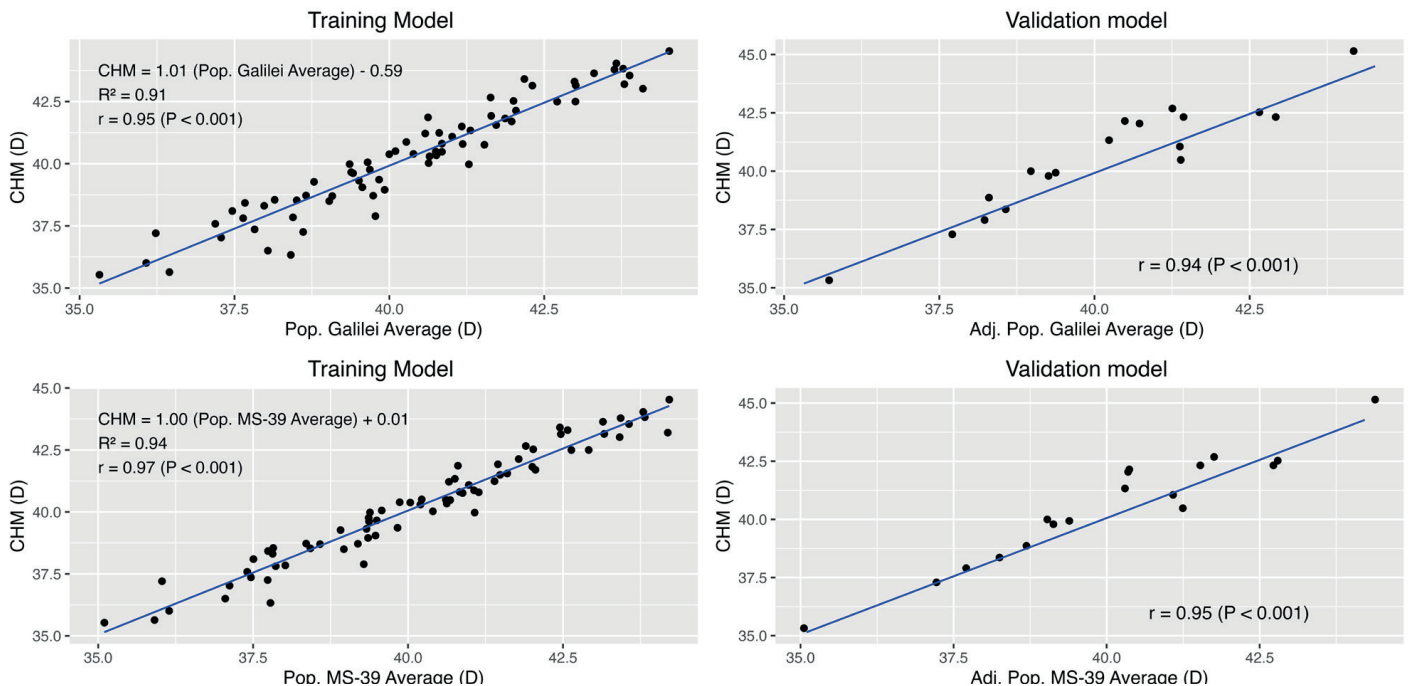 Training Model
CHM (D)
45.0
42.5
40.0
37.5
35.0
CHM = 1.01 (Pop. Galilei Average) - 0.59
R² = 0.91
r = 0.95 (P < 0.001)
35.0 37.5 40.0 42.5
Pop. Galilei Average (D)
Validation model
CHM (D)
45.0
42.5
40.0
37.5
35.0
r = 0.94 (P < 0.001)
35.0 37.5 40.0 42.5
Adj. Pop. Galilei Average (D)
Training Model
CHM (D)
45.0
42.5
40.0
37.5
35.0
CHM = 1.00 (Pop. MS-39 Average) + 0.01
R² = 0.94
r = 0.97 (P < 0.001)
35.0 37.5 40.0 42.5
Pop. MS-39 Average (D)
Validation model
CHM (D)
45.0
42.5
40.0
37.5
35.0
r = 0.95 (P < 0.001)
35.0 37.5 40.0 42.5
Adj. Pop. MS-39 Average (D)